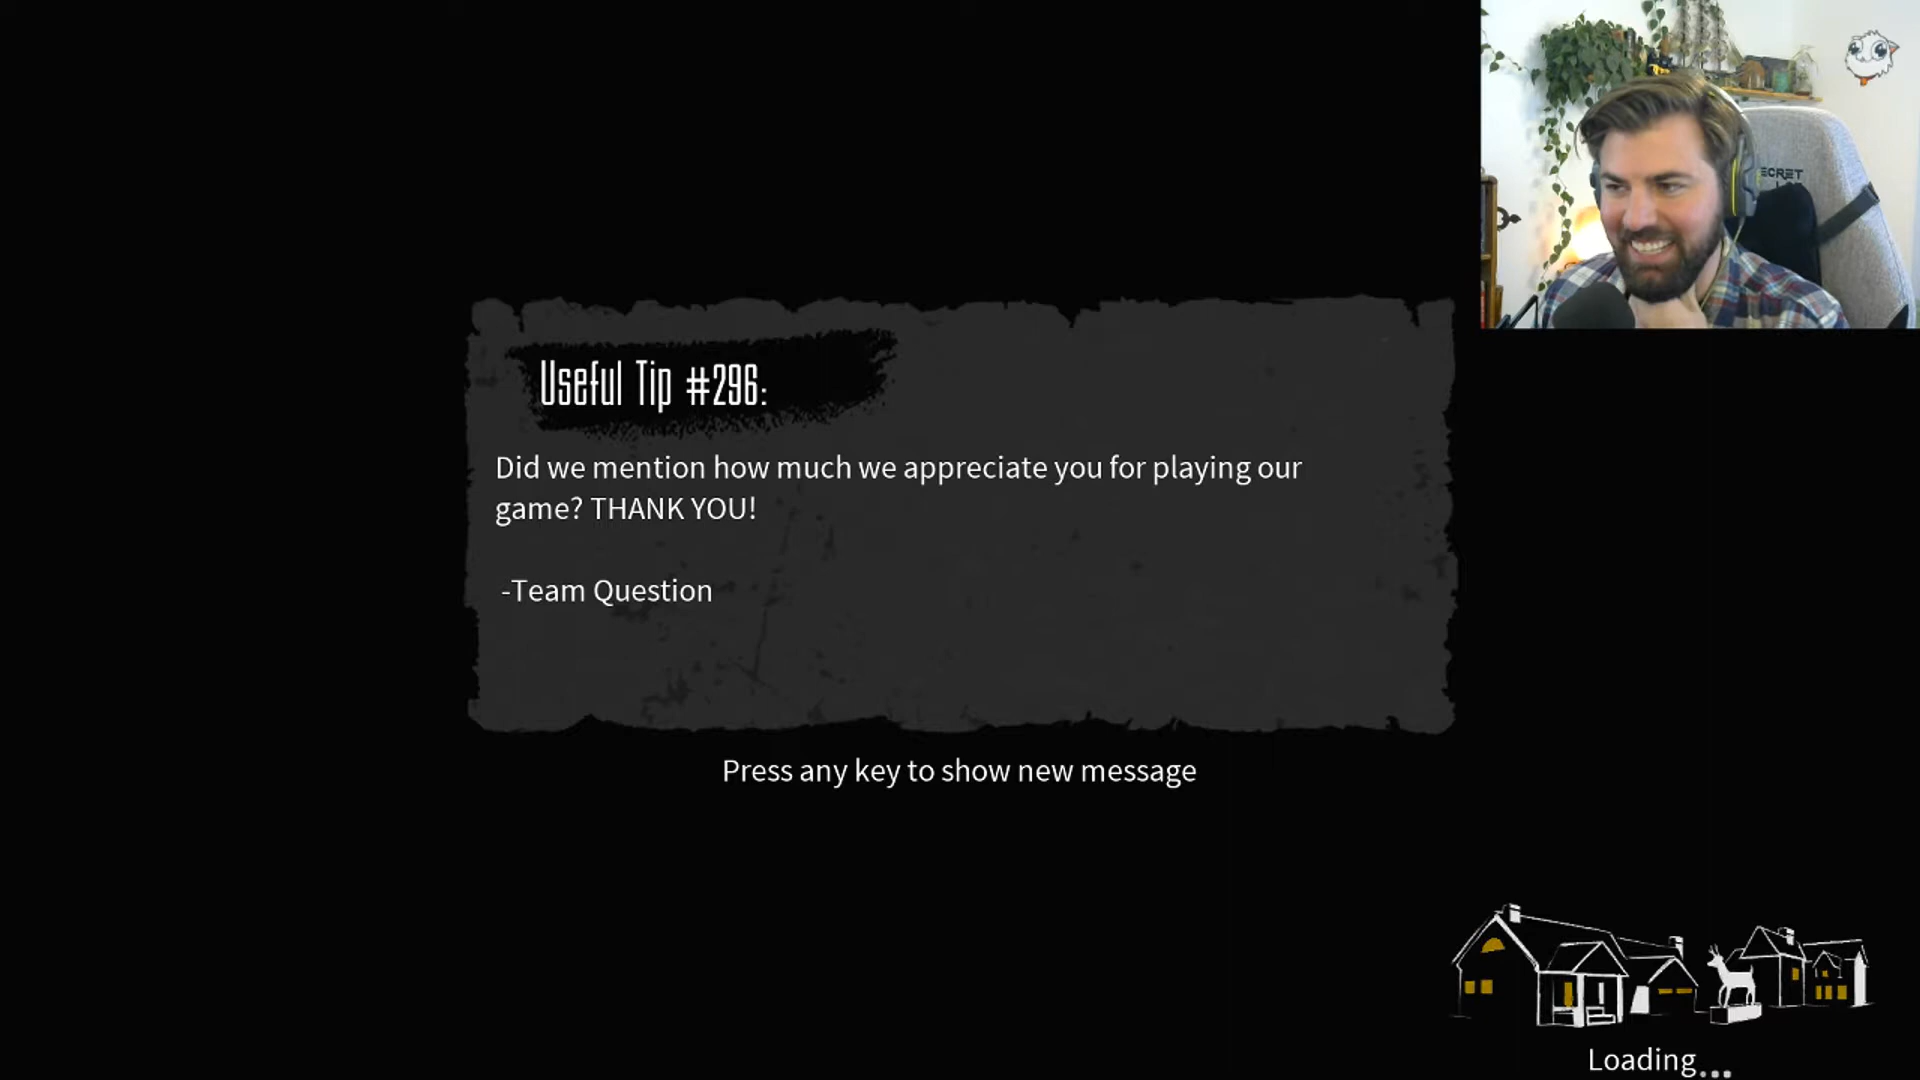 ECRET
Useful Tip #296:
Did we mention how much we appreciate you for playing our
game? THANK YOU!
-Team Question
Press any key to show new message
Loading...